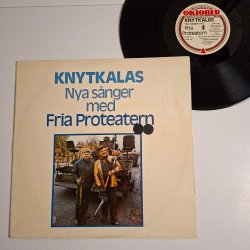 KNYTKALAS
Nya sånger
med
Fria Proteatern
OKTOBER
KNYTKALAS
Fria
Proteatern